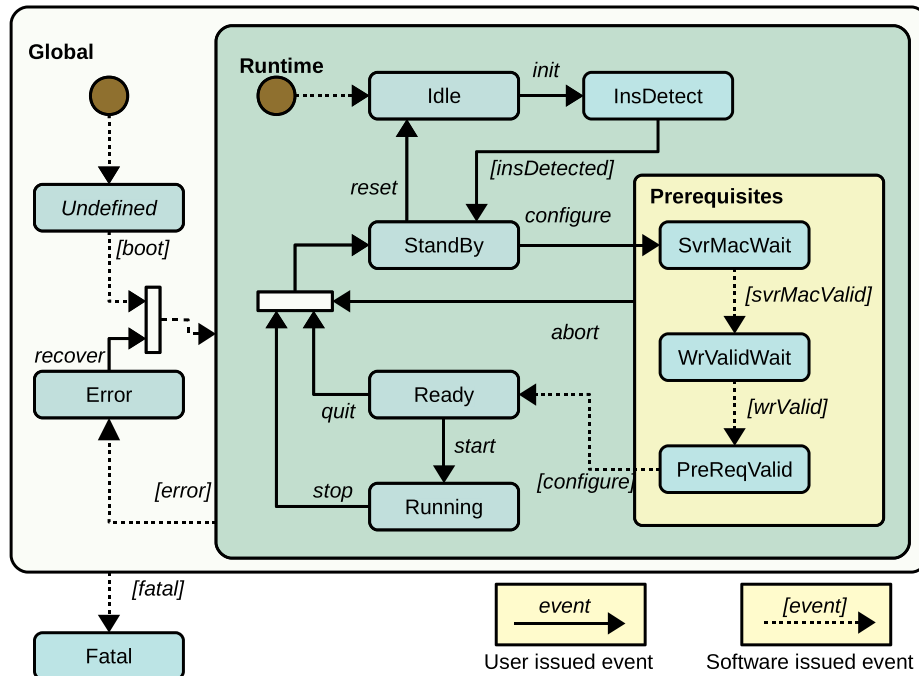 Global
Runtime
Idle
init
InsDetect
[insDetected]
reset
Undefined
[boot]
StandBy
configure
Prerequisites
SvrMacWait
[svrMacValid]
abort
recover
WrValidWait
Error
Ready
quit
[wrValid]
start
[configure]
PreReqValid
[error]
stop
Running
[fatal]
Fatal
event
User issued event
[event]
Software issued event